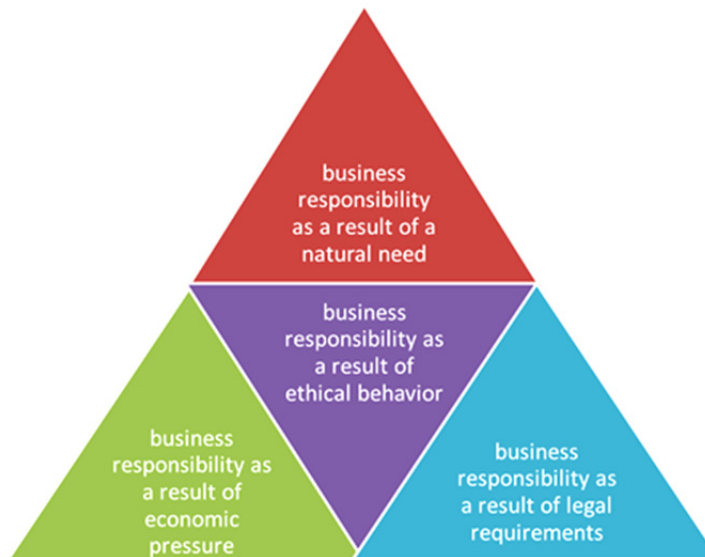 business
responsibility
as a result of a
natural need
business
responsibility as
a result of
ethical behavior
business
responsibility as
a result of
economic
pressure
business
responsibility as
a result of legal
requirements